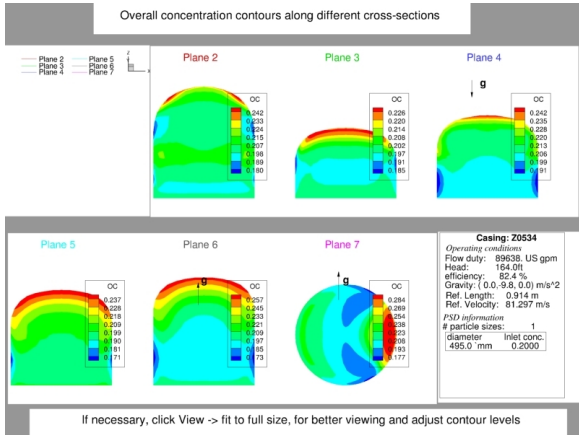 Overall concentration contours along different cross-sections
Plane 2 Plane 5
Plane 3 Plane 6
Plane 4 Plane 7
z
x
Plane 2
OC
0.242
0.233
0.224
0.215
0.207
0.198
0.189
0.180
Plane 3
OC
0.226
0.220
0.214
0.208
0.202
0.197
0.191
0.185
Plane 4
g
OC
0.242
0.235
0.228
0.220
0.213
0.206
0.199
0.191
Plane 5
OC
0.237
0.228
0.218
0.209
0.199
0.190
0.181
0.171
Plane 6
g
OC
0.257
0.245
0.233
0.221
0.209
0.197
0.185
0.173
Plane 7
g
OC
0.284
0.269
0.254
0.238
0.223
0.208
0.193
0.177
Casing: Z0534
Operating conditions
Flow duty: 89638. US gpm
Head: 164.0ft
efficiency: 82.4 %
Gravity: ( 0.0,-9.8, 0.0) m/s^2
Ref. Length: 0.914 m
Ref. Velocity: 81.297 m/s
PSD information
# particle sizes: 1
diameter Inlet conc.
495.0 mm 0.2000
If necessary, click View -> fit to full size, for better viewing and adjust contour levels